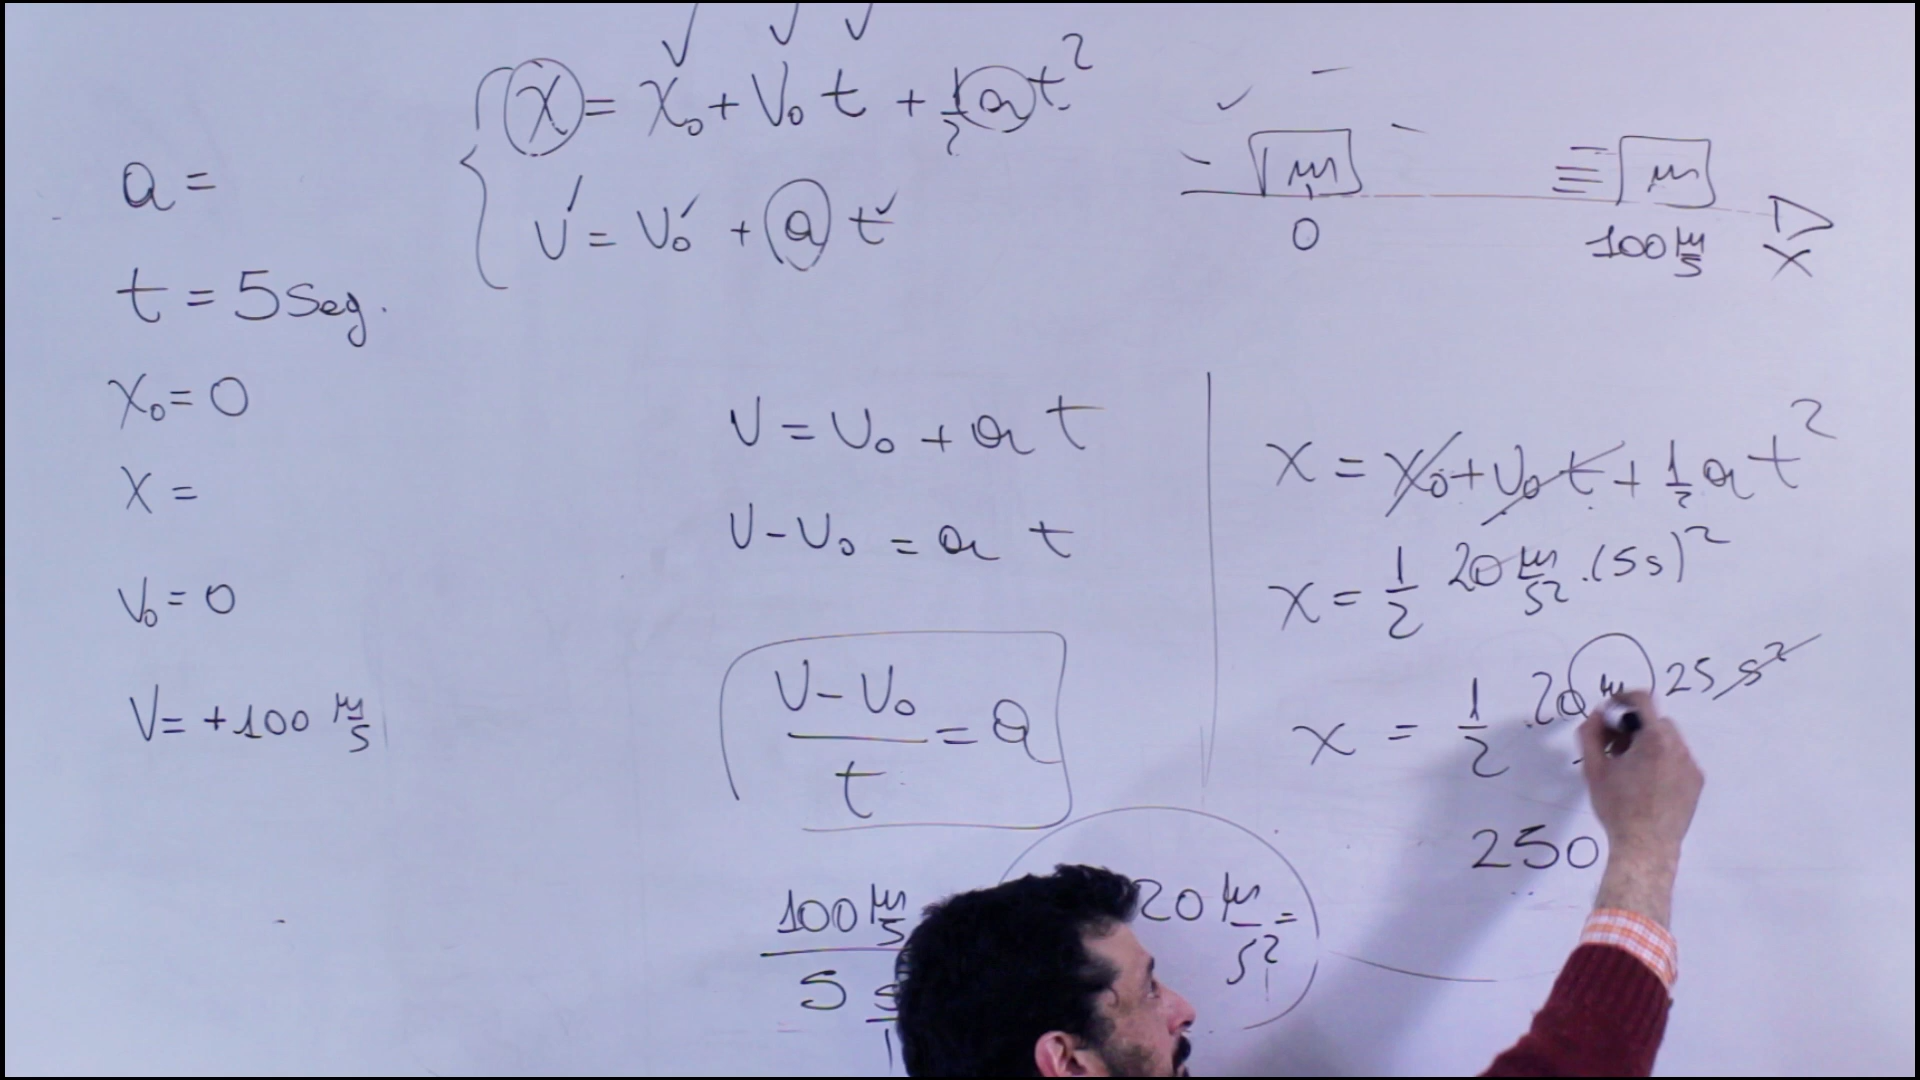 x = x₀ + v₀ t + ½ a t²
v = v₀ + a t
a =
t = 5 Seg.
x₀ = 0
x =
v₀ = 0
v = +100 m/s
m
m
0
100 m/s
x
v = v₀ + a t
v - v₀ = a t
(v - v₀)/t = a
100 m/s
5
20 m/s² =
x = x₀ + v₀ t + ½ a t²
x = ½ 20 m/s² . (5s)²
x = ½ . 20 m 25 s²
250